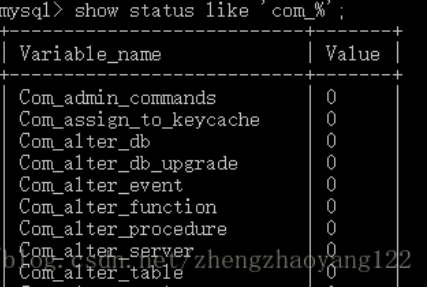 mysql> show status like 'com_%';
+---------------------------+-------+
| Variable_name | Value |
+---------------------------+-------+
| Com_admin_commands | 0 |
| Com_assign_to_keycache | 0 |
| Com_alter_db | 0 |
| Com_alter_db_upgrade | 0 |
| Com_alter_event | 0 |
| Com_alter_function | 0 |
| Com_alter_procedure | 0 |
| Com_alter_server | 0 |
blog.csdn.net/zhengzhaoyang122
| Com_alter_table | 0 |